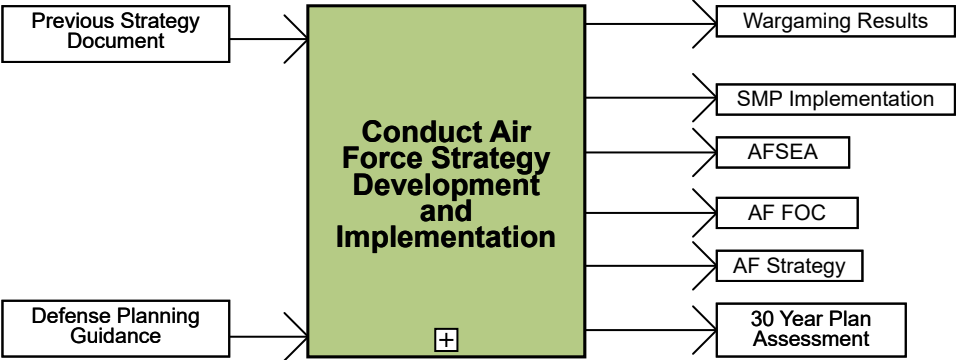 Previous Strategy
Document
Defense Planning
Guidance
Conduct Air
Force Strategy
Development
and
Implementation
Wargaming Results
SMP Implementation
AFSEA
AF FOC
AF Strategy
30 Year Plan
Assessment